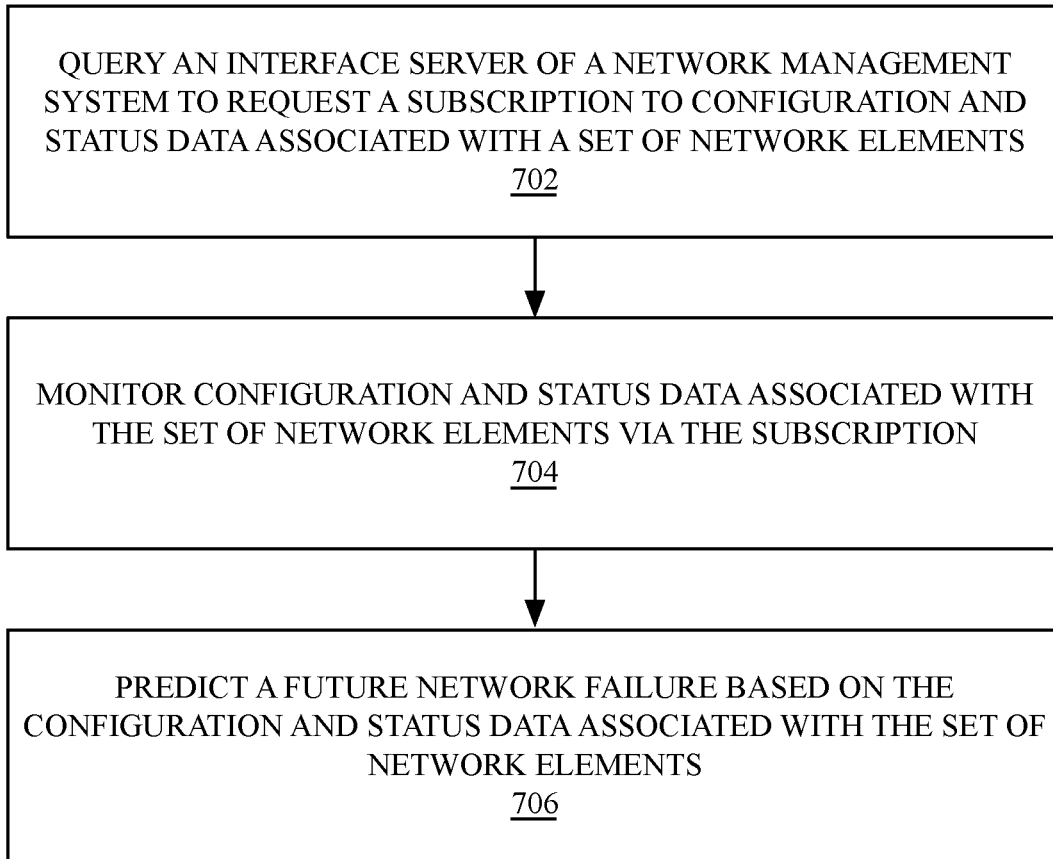 QUERY AN INTERFACE SERVER OF A NETWORK MANAGEMENT
SYSTEM TO REQUEST A SUBSCRIPTION TO CONFIGURATION AND
STATUS DATA ASSOCIATED WITH A SET OF NETWORK ELEMENTS
702
MONITOR CONFIGURATION AND STATUS DATA ASSOCIATED WITH
THE SET OF NETWORK ELEMENTS VIA THE SUBSCRIPTION
704
PREDICT A FUTURE NETWORK FAILURE BASED ON THE
CONFIGURATION AND STATUS DATA ASSOCIATED WITH THE SET OF
NETWORK ELEMENTS
706